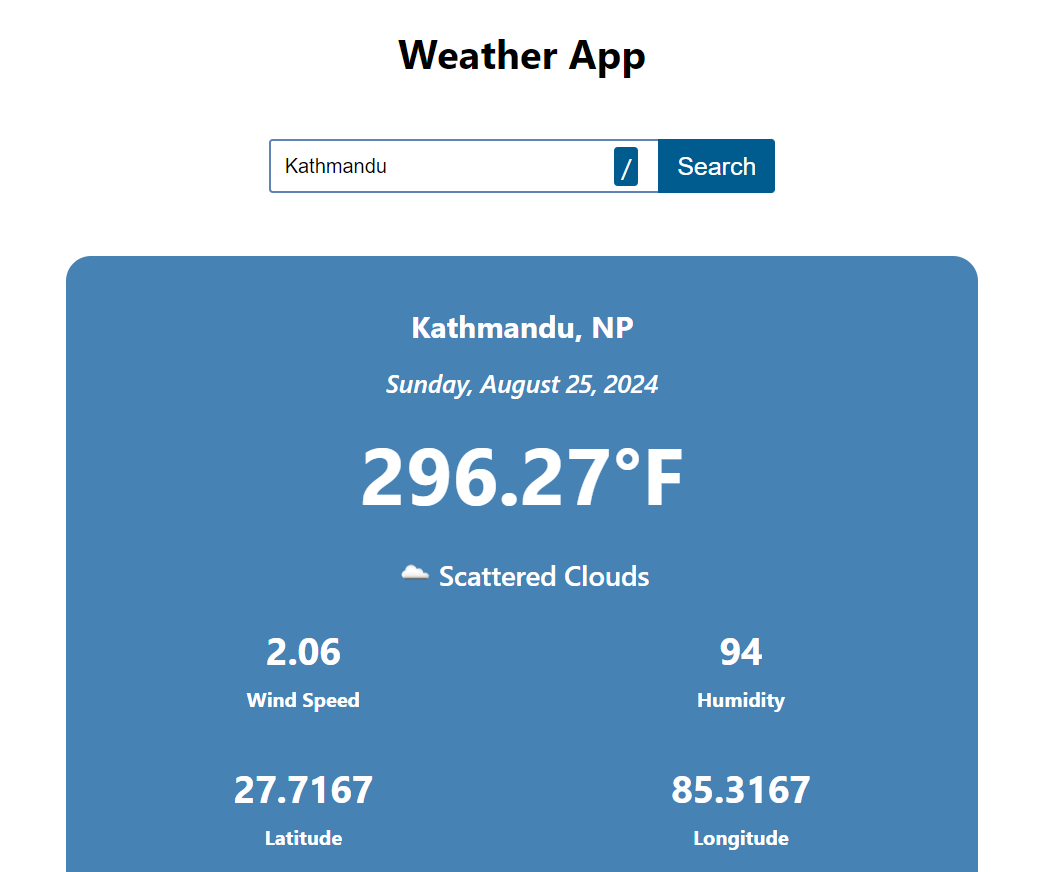 Weather App
Kathmandu / Search
Kathmandu, NP
Sunday, August 25, 2024
296.27°F
Scattered Clouds
2.06 94
Wind Speed Humidity
27.7167 85.3167
Latitude Longitude